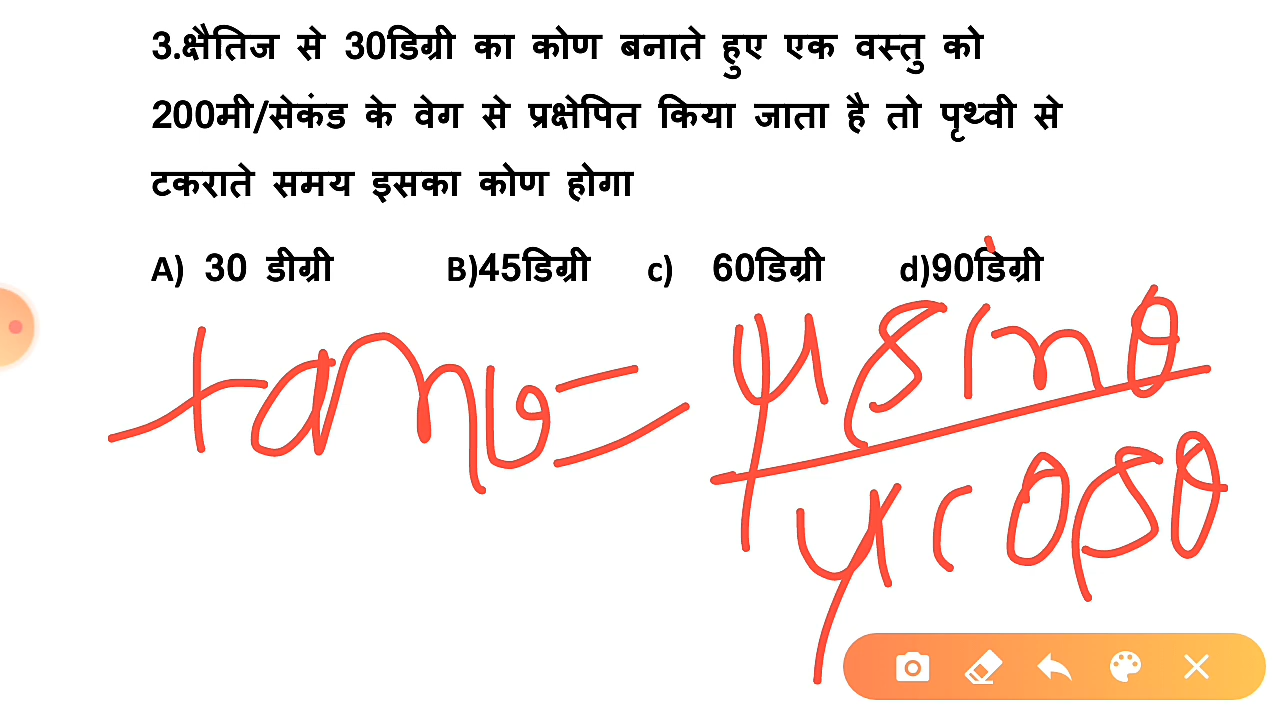 3.क्षैतिज से 30डिग्री का कोण बनाते हुए एक वस्तु को
200मी/सेकंड के वेग से प्रक्षेपित किया जाता है तो पृथ्वी से
टकराते समय इसका कोण होगा
A) 30 डीग्री B)45डिग्री c) 60डिग्री d)90डिग्री
tanθ = u sinθ
u cosθ